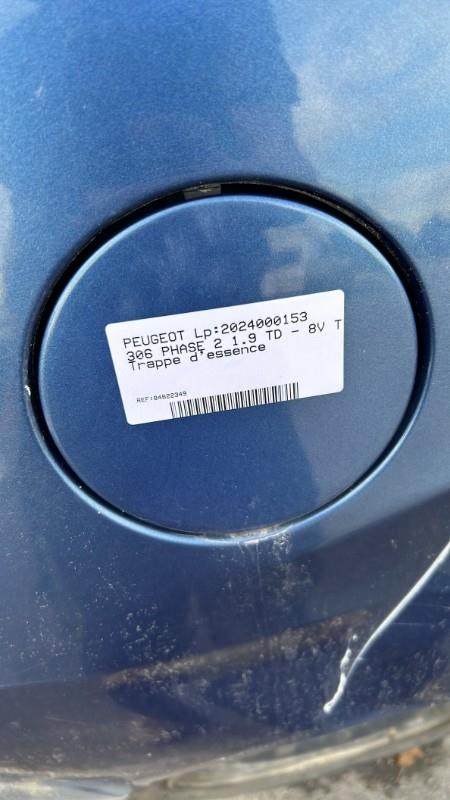 PEUGEOT Lp:2024000153
306 PHASE 2 1.9 TD - 8V T
Trappe d'essence
REF:04622349